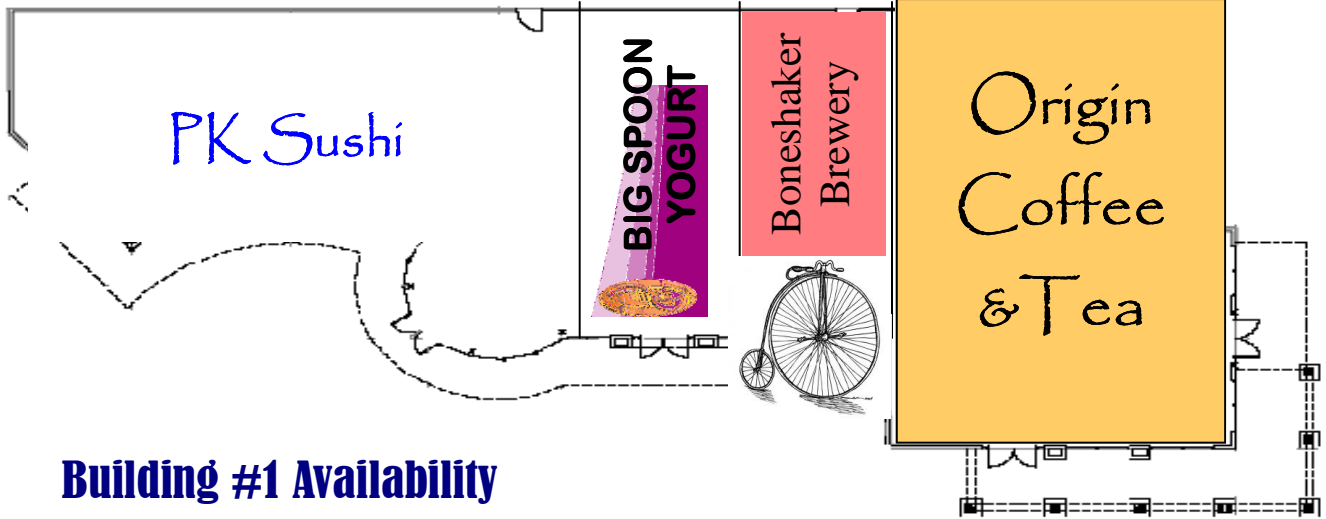 PK Sushi
BIG SPOON
YOGURT
Boneshaker
Brewery
Origin
Coffee
& Tea
Building #1 Availability